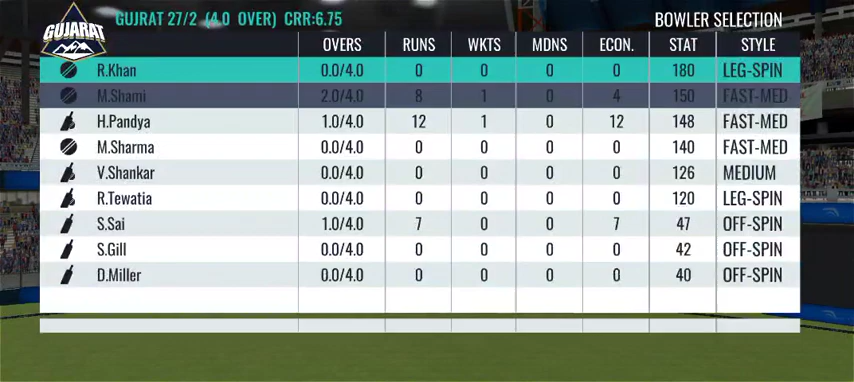 GUJRAT 27/2 (4.0 OVER) CRR:6.75 BOWLER SELECTION
GUJARAT
OVERS RUNS WKTS MDNS ECON. STAT STYLE
R.Khan 0.0/4.0 0 0 0 0 180 LEG-SPIN
M.Shami 2.0/4.0 8 1 0 4 150 FAST-MED
H.Pandya 1.0/4.0 12 1 0 12 148 FAST-MED
M.Sharma 0.0/4.0 0 0 0 0 140 FAST-MED
V.Shankar 0.0/4.0 0 0 0 0 126 MEDIUM
R.Tewatia 0.0/4.0 0 0 0 0 120 LEG-SPIN
S.Sai 1.0/4.0 7 0 0 7 47 OFF-SPIN
S.Gill 0.0/4.0 0 0 0 0 42 OFF-SPIN
D.Miller 0.0/4.0 0 0 0 0 40 OFF-SPIN